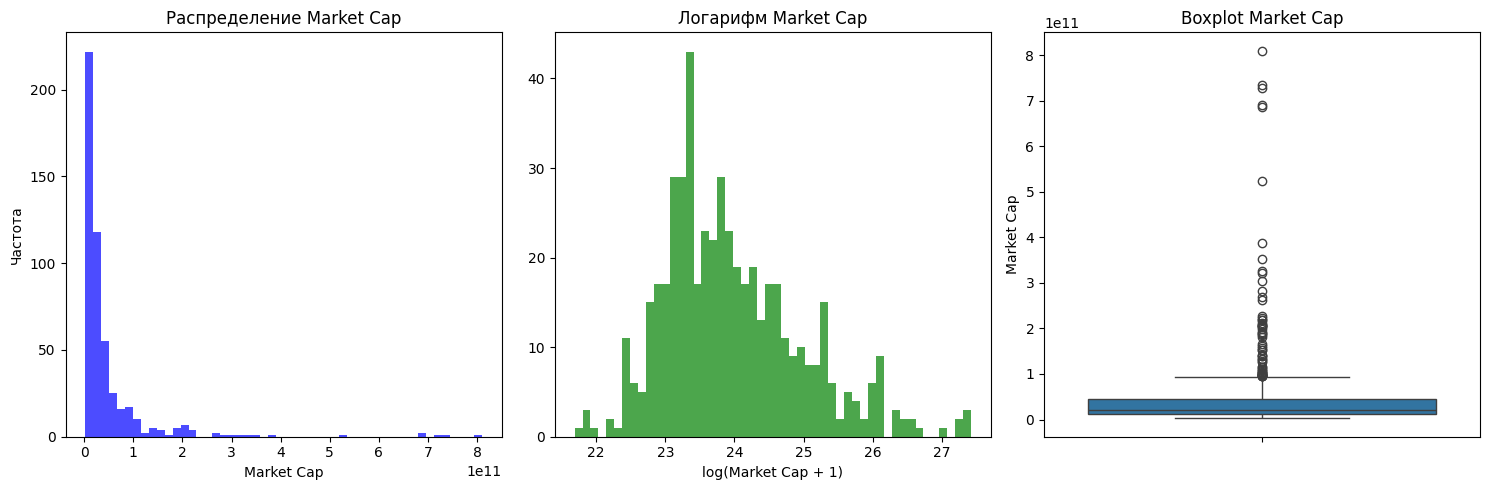 Распределение Market Cap
Частота
200
150
100
50
0
0 1 2 3 4 5 6 7 8
1e11
Market Cap
Логарифм Market Cap
40
30
20
10
0
22 23 24 25 26 27
log(Market Cap + 1)
Boxplot Market Cap
1e11
Market Cap
8
7
6
5
4
3
2
1
0